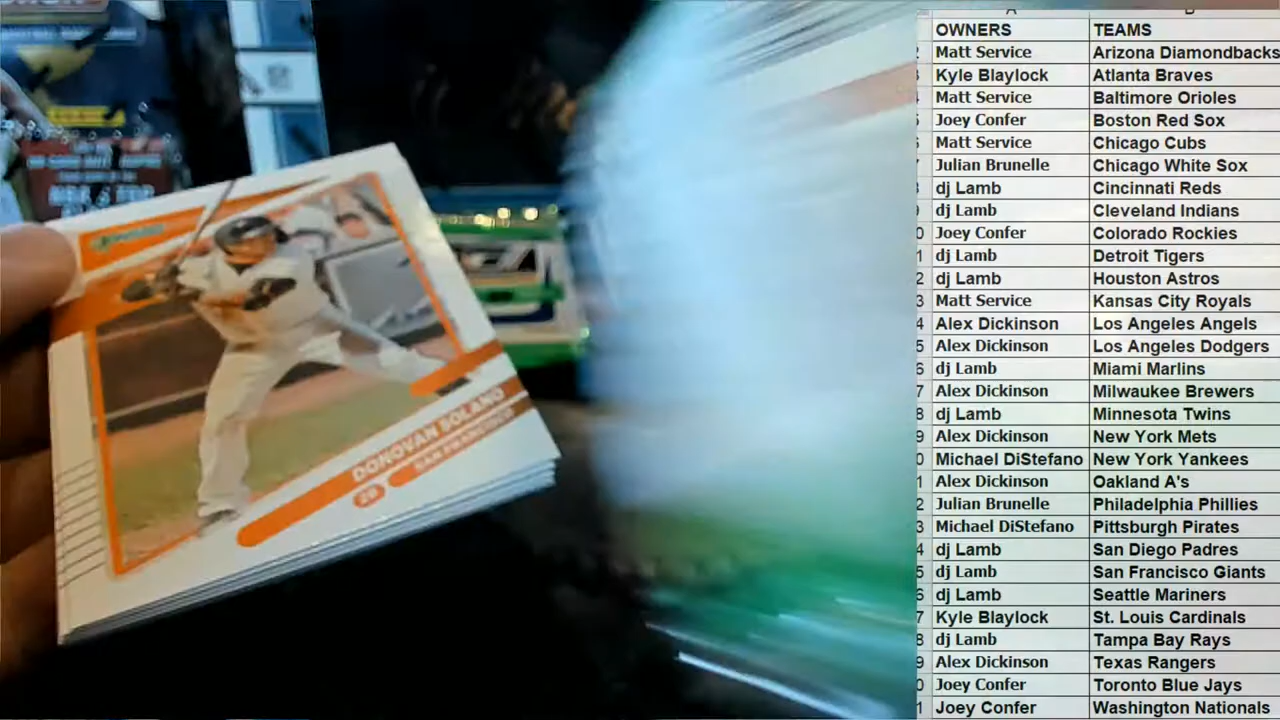 OWNERS TEAMS
Matt Service Arizona Diamondbacks
Kyle Blaylock Atlanta Braves
Matt Service Baltimore Orioles
Joey Confer Boston Red Sox
Matt Service Chicago Cubs
Julian Brunelle Chicago White Sox
dj Lamb Cincinnati Reds
dj Lamb Cleveland Indians
Joey Confer Colorado Rockies
dj Lamb Detroit Tigers
dj Lamb Houston Astros
Matt Service Kansas City Royals
Alex Dickinson Los Angeles Angels
Alex Dickinson Los Angeles Dodgers
dj Lamb Miami Marlins
Alex Dickinson Milwaukee Brewers
dj Lamb Minnesota Twins
Alex Dickinson New York Mets
Michael DiStefano New York Yankees
Alex Dickinson Oakland A's
Julian Brunelle Philadelphia Phillies
Michael DiStefano Pittsburgh Pirates
dj Lamb San Diego Padres
dj Lamb San Francisco Giants
dj Lamb Seattle Mariners
Kyle Blaylock St. Louis Cardinals
dj Lamb Tampa Bay Rays
Alex Dickinson Texas Rangers
Joey Confer Toronto Blue Jays
Joey Confer Washington Nationals
DONOVAN SOLANO
2B SAN FRANCISCO